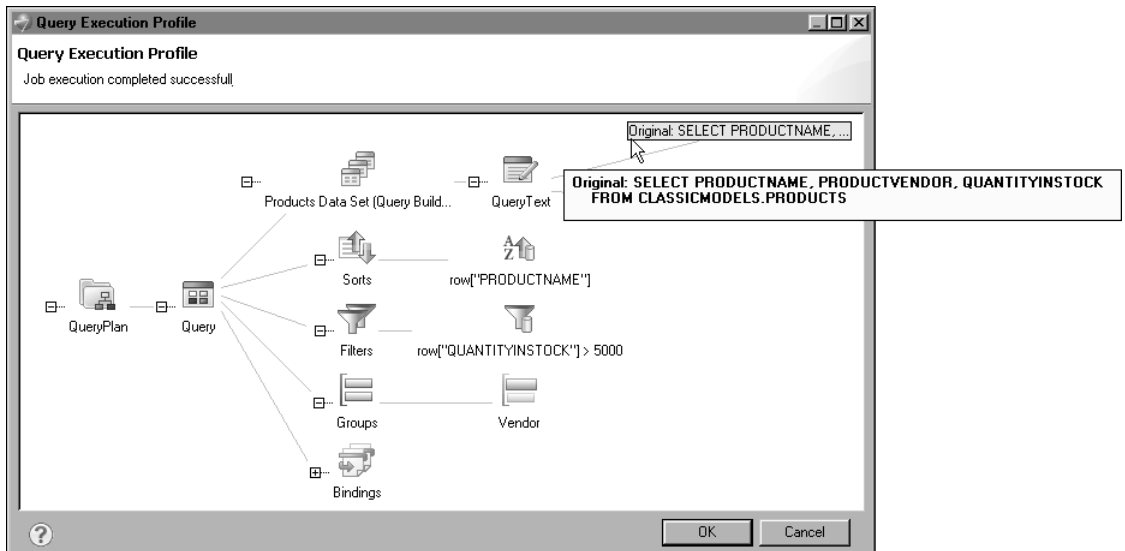 Query Execution Profile
Query Execution Profile
Job execution completed successfull
Original: SELECT PRODUCTNAME, ...
Original: SELECT PRODUCTNAME, PRODUCTVENDOR, QUANTITYINSTOCK
FROM CLASSICMODELS.PRODUCTS
Products Data Set (Query Build...
QueryText
Sorts
row["PRODUCTNAME"]
QueryPlan
Query
Filters
row["QUANTITYINSTOCK"] > 5000
Groups
Vendor
Bindings
OK
Cancel